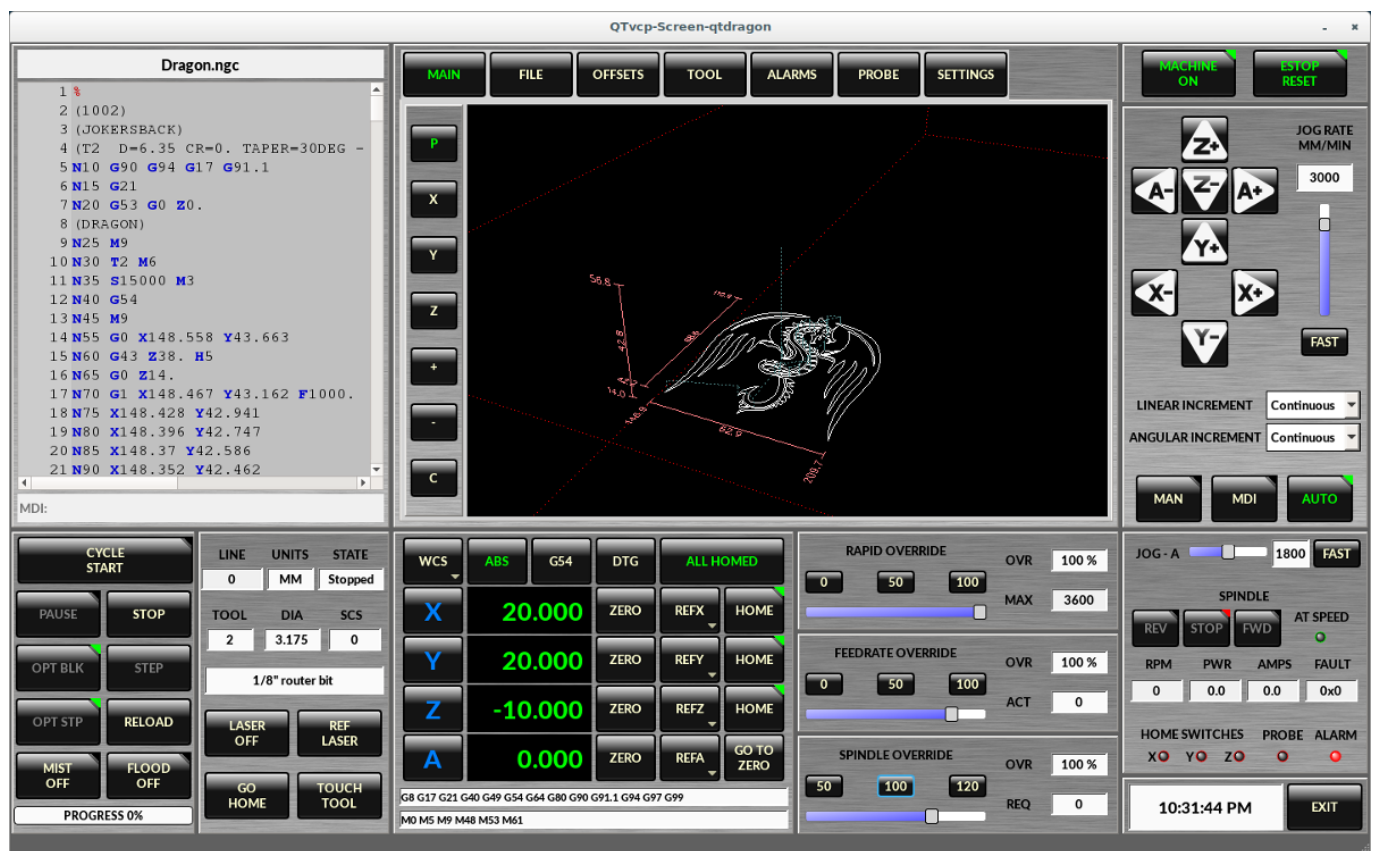 QTvcp-Screen-qtdragon
Dragon.ngc
1 %
2 (1002)
3 (JOKERSBACK)
4 (T2  D=6.35 CR=0. TAPER=30DEG -
5 N10 G90 G94 G17 G91.1
6 N15 G21
7 N20 G53 G0 Z0.
8 (DRAGON)
9 N25 M9
10 N30 T2 M6
11 N35 S15000 M3
12 N40 G54
13 N45 M9
14 N55 G0 X148.558 Y43.663
15 N60 G43 Z38. H5
16 N65 G0 Z14.
17 N70 G1 X148.467 Y43.162 F1000.
18 N75 X148.428 Y42.941
19 N80 X148.396 Y42.747
20 N85 X148.37 Y42.586
21 N90 X148.352 Y42.462
MDI:
MAIN FILE OFFSETS TOOL ALARMS PROBE SETTINGS
P
X
Y
Z
+
-
C
56.8
42.8
14.0
146.9
62.9
209.7
MACHINE ON
ESTOP RESET
JOG RATE
MM/MIN
3000
Z+
A- Z- A+
Y+
X- X+
Y-
FAST
LINEAR INCREMENT Continuous
ANGULAR INCREMENT Continuous
MAN MDI AUTO
CYCLE
START
PAUSE STOP
OPT BLK STEP
OPT STP RELOAD
MIST OFF
FLOOD OFF
PROGRESS 0%
LINE UNITS STATE
0 MM Stopped
TOOL DIA SCS
2 3.175 0
1/8" router bit
LASER OFF
REF LASER
GO HOME
TOUCH TOOL
WCS ABS G54 DTG ALL HOMED
X 20.000 ZERO REFX HOME
Y 20.000 ZERO REFY HOME
Z -10.000 ZERO REFZ HOME
A 0.000 ZERO REFA GO TO ZERO
G8 G17 G21 G40 G49 G54 G64 G80 G90 G91.1 G94 G97 G99
M0 M5 M9 M48 M53 M61
RAPID OVERRIDE OVR 100 %
0 50 100
MAX 3600
FEEDRATE OVERRIDE OVR 100 %
0 50 100
ACT 0
SPINDLE OVERRIDE OVR 100 %
50 100 120
REQ 0
JOG - A 1800 FAST
SPINDLE
REV STOP FWD AT SPEED
RPM PWR AMPS FAULT
0 0.0 0.0 0x0
HOME SWITCHES PROBE ALARM
X Y Z
10:31:44 PM EXIT